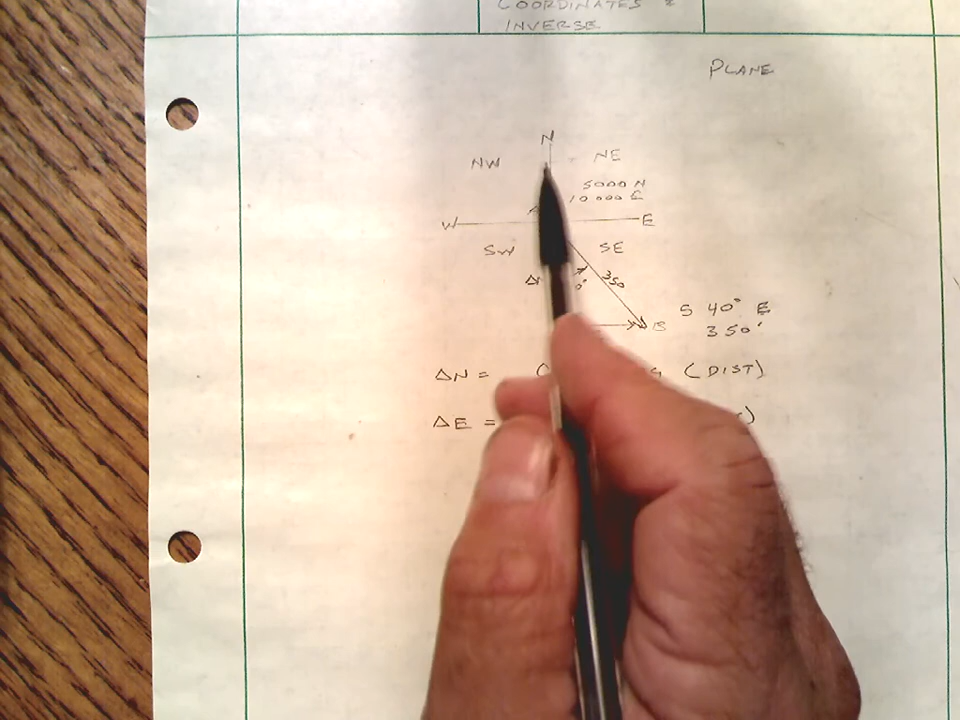 COORDINATES &
INVERSE
PLANE
N
NW NE
5000 N
10 000 E
W E
SW SE
350
B S 40° E
350'
ΔN = (DIST)
ΔE =